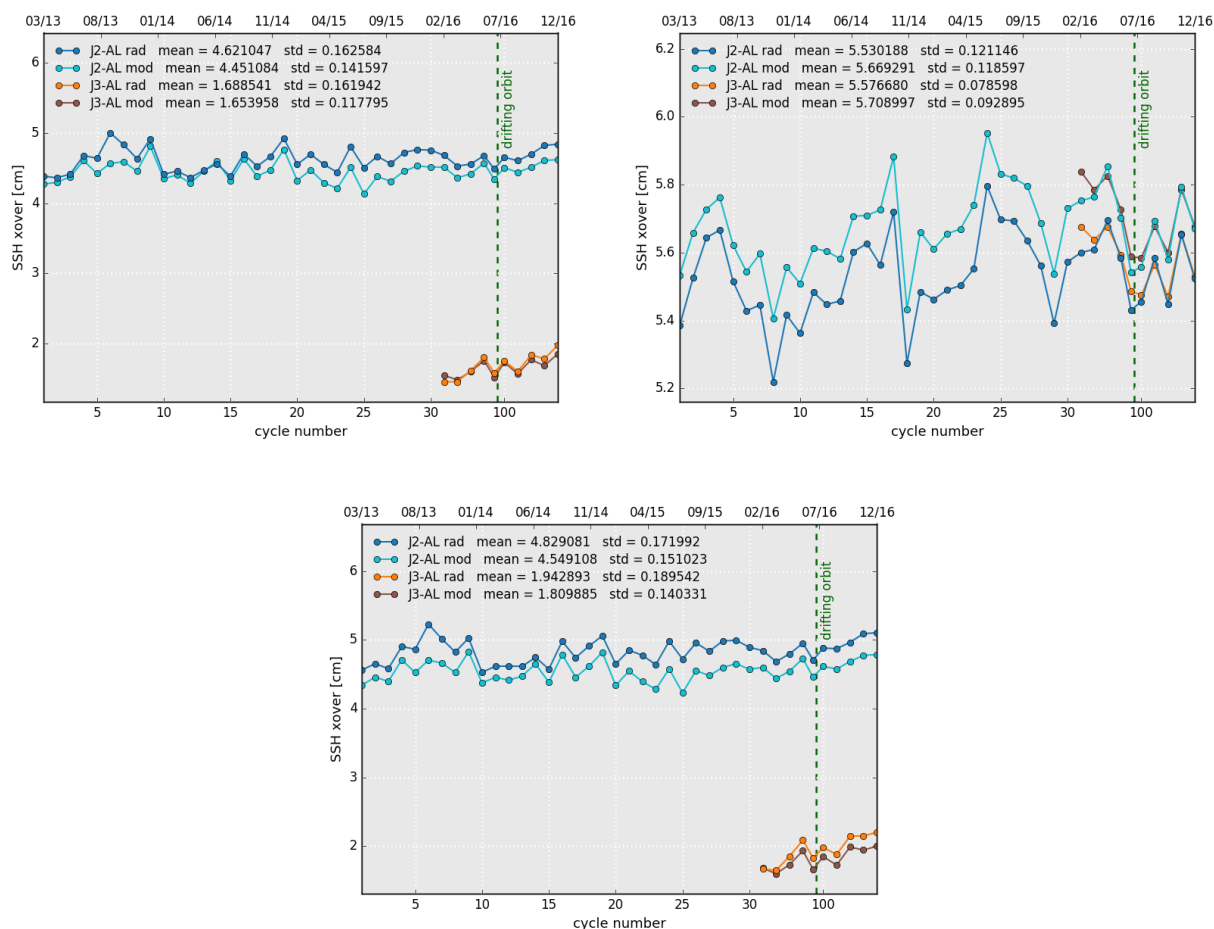 03/13 08/13 01/14 06/14 11/14 04/15 09/15 02/16 07/16 12/16
J2-AL rad mean = 4.621047 std = 0.162584
J2-AL mod mean = 4.451084 std = 0.141597
J3-AL rad mean = 1.688541 std = 0.161942
J3-AL mod mean = 1.653958 std = 0.117795
drifting orbit
SSH xover [cm]
6
5
4
3
2
5 10 15 20 25 30 100
cycle number
03/13 08/13 01/14 06/14 11/14 04/15 09/15 02/16 07/16 12/16
J2-AL rad mean = 5.530188 std = 0.121146
J2-AL mod mean = 5.669291 std = 0.118597
J3-AL rad mean = 5.576680 std = 0.078598
J3-AL mod mean = 5.708997 std = 0.092895
drifting orbit
SSH xover [cm]
6.2
6.0
5.8
5.6
5.4
5.2
5 10 15 20 25 30 100
cycle number
03/13 08/13 01/14 06/14 11/14 04/15 09/15 02/16 07/16 12/16
J2-AL rad mean = 4.829081 std = 0.171992
J2-AL mod mean = 4.549108 std = 0.151023
J3-AL rad mean = 1.942893 std = 0.189542
J3-AL mod mean = 1.809885 std = 0.140331
drifting orbit
SSH xover [cm]
6
5
4
3
2
5 10 15 20 25 30 100
cycle number